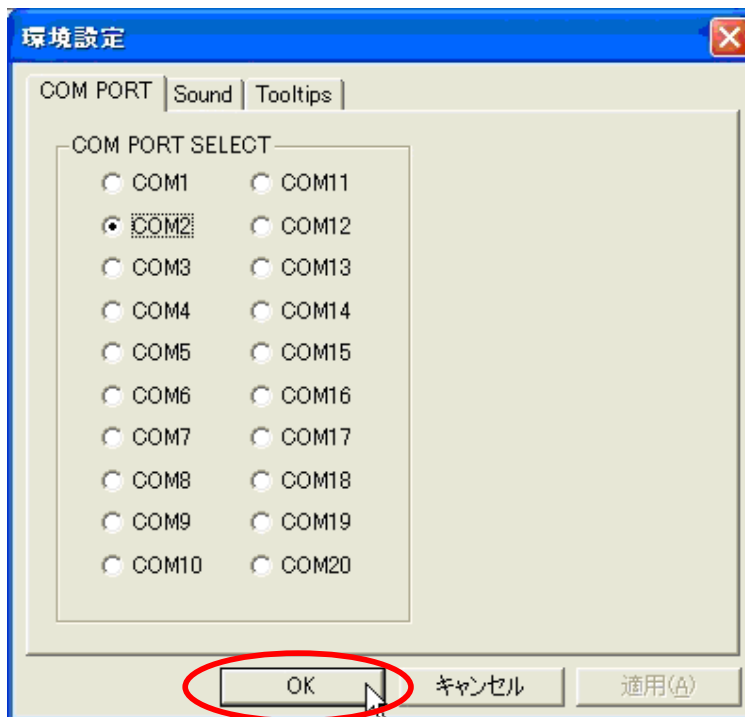 環境設定
COM PORT Sound Tooltips
COM PORT SELECT
COM1 COM11
COM2 COM12
COM3 COM13
COM4 COM14
COM5 COM15
COM6 COM16
COM7 COM17
COM8 COM18
COM9 COM19
COM10 COM20
OK キャンセル 適用(A)